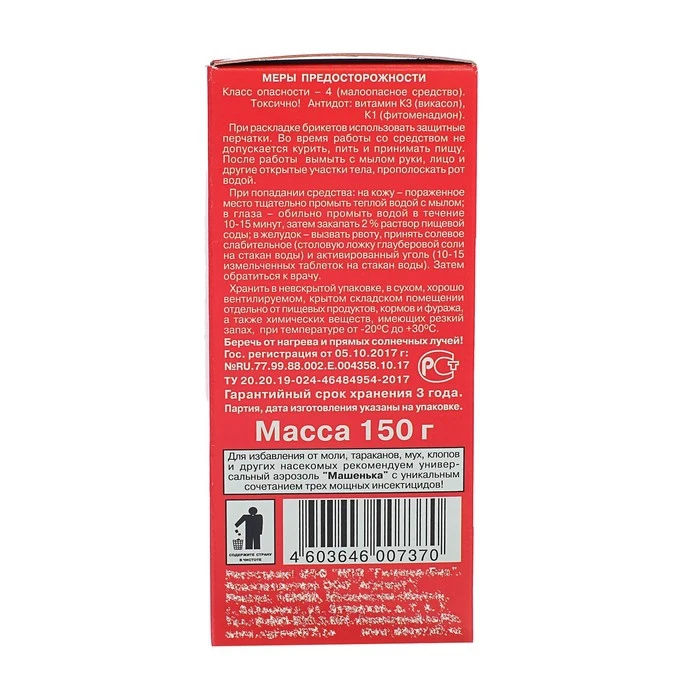 МЕРЫ ПРЕДОСТОРОЖНОСТИ
Класс опасности – 4 (малоопасное средство).
Токсично! Антидот: витамин К3 (викасол),
К1 (фитоменадион).
При раскладке брикетов использовать защитные
перчатки. Во время работы со средством не
допускается курить, пить и принимать пищу.
После работы вымыть с мылом руки, лицо и
другие открытые участки тела, прополоскать рот
водой.
При попадании средства: на кожу – пораженное
место тщательно промыть теплой водой с мылом;
в глаза – обильно промыть водой в течение
10-15 минут, затем закапать 2 % раствор пищевой
соды; в желудок – вызвать рвоту, принять солевое
слабительное (столовую ложку глауберовой соли
на стакан воды) и активированный уголь (10-15
измельченных таблеток на стакан воды). Затем
обратиться к врачу.
Хранить в невскрытой упаковке, в сухом, хорошо
вентилируемом, крытом складском помещении
отдельно от пищевых продуктов, кормов и фуража,
а также химических веществ, имеющих резкий
запах, при температуре от -20ºС до +30ºС.
Беречь от нагрева и прямых солнечных лучей!
Гос. регистрация от 05.10.2017 г:
№RU.77.99.88.002.Е.004358.10.17
ТУ 20.20.19-024-46484954-2017
РСТ
Гарантийный срок хранения 3 года.
Партия, дата изготовления указаны на упаковке.
Масса 150 г
Для избавления от моли, тараканов, мух, клопов
и других насекомых рекомендуем универ-
сальный аэрозоль "Машенька" с уникальным
сочетанием трех мощных инсектицидов!
СОДЕРЖИТЕ СТРАНУ
В ЧИСТОТЕ
4 603646 007370